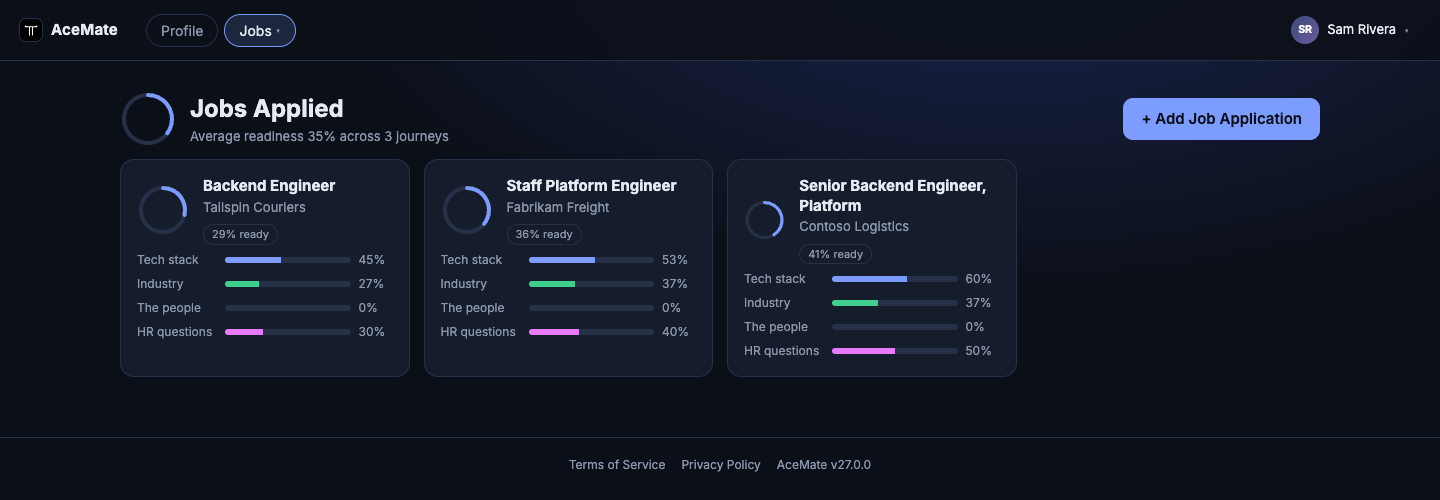 AceMate
Profile
Jobs
SR
Sam Rivera
Jobs Applied
Average readiness 35% across 3 journeys
+ Add Job Application
Backend Engineer
Tailspin Couriers
29% ready
Tech stack 45%
Industry 27%
The people 0%
HR questions 30%
Staff Platform Engineer
Fabrikam Freight
36% ready
Tech stack 53%
Industry 37%
The people 0%
HR questions 40%
Senior Backend Engineer,
Platform
Contoso Logistics
41% ready
Tech stack 60%
Industry 37%
The people 0%
HR questions 50%
Terms of Service Privacy Policy AceMate v27.0.0